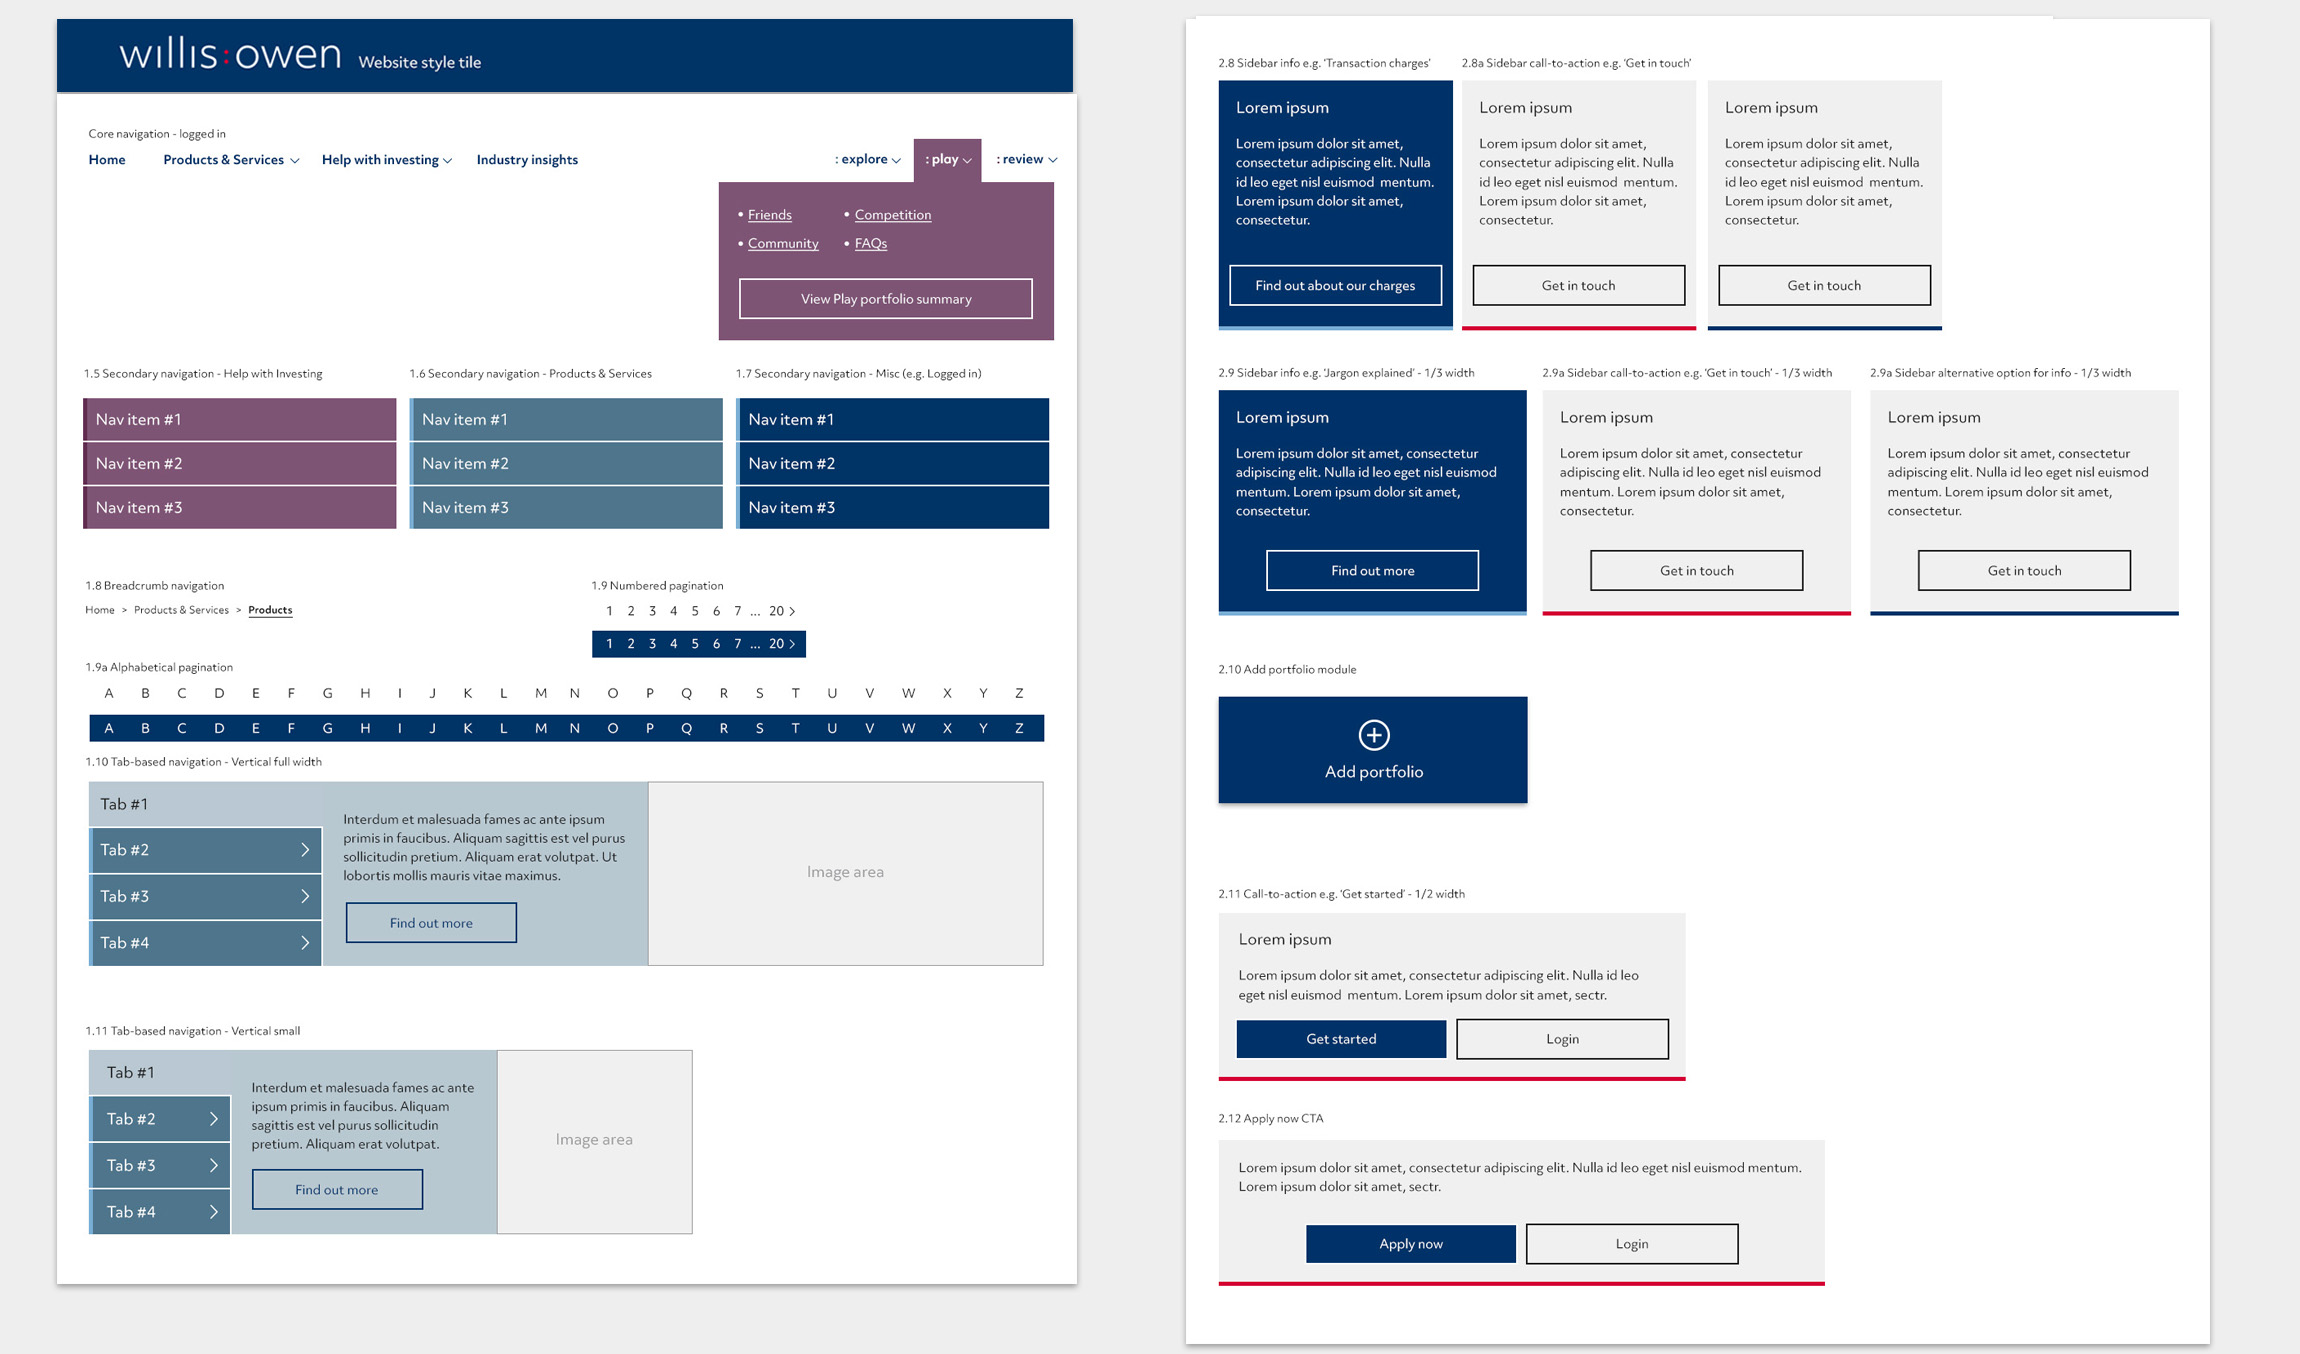 willis:owen Website style tile
Core navigation - logged in
Home Products & Services Help with investing Industry insights : explore : play : review
• Friends • Competition
• Community • FAQs
View Play portfolio summary
1.5 Secondary navigation - Help with Investing
Nav item #1
Nav item #2
Nav item #3
1.6 Secondary navigation - Products & Services
Nav item #1
Nav item #2
Nav item #3
1.7 Secondary navigation - Misc (e.g. Logged in)
Nav item #1
Nav item #2
Nav item #3
1.8 Breadcrumb navigation
Home > Products & Services > Products
1.9 Numbered pagination
1 2 3 4 5 6 7 ... 20 >
1 2 3 4 5 6 7 ... 20 >
1.9a Alphabetical pagination
A B C D E F G H I J K L M N O P Q R S T U V W X Y Z
A B C D E F G H I J K L M N O P Q R S T U V W X Y Z
1.10 Tab-based navigation - Vertical full width
Tab #1
Tab #2
Tab #3
Tab #4
Interdum et malesuada fames ac ante ipsum
primis in faucibus. Aliquam sagittis est vel purus
sollicitudin pretium. Aliquam erat volutpat. Ut
lobortis mollis mauris vitae maximus.
Find out more
Image area
1.11 Tab-based navigation - Vertical small
Tab #1
Tab #2
Tab #3
Tab #4
Interdum et malesuada fames ac ante
ipsum primis in faucibus. Aliquam
sagittis est vel purus sollicitudin
pretium. Aliquam erat volutpat.
Find out more
Image area
2.8 Sidebar info e.g. 'Transaction charges'
Lorem ipsum
Lorem ipsum dolor sit amet,
consectetur adipiscing elit. Nulla
id leo eget nisl euismod mentum.
Lorem ipsum dolor sit amet,
consectetur.
Find out about our charges
2.8a Sidebar call-to-action e.g. 'Get in touch'
Lorem ipsum
Lorem ipsum dolor sit amet,
consectetur adipiscing elit. Nulla
id leo eget nisl euismod mentum.
Lorem ipsum dolor sit amet,
consectetur.
Get in touch
Lorem ipsum
Lorem ipsum dolor sit amet,
consectetur adipiscing elit. Nulla
id leo eget nisl euismod mentum.
Lorem ipsum dolor sit amet,
consectetur.
Get in touch
2.9 Sidebar info e.g. 'Jargon explained' - 1/3 width
Lorem ipsum
Lorem ipsum dolor sit amet, consectetur
adipiscing elit. Nulla id leo eget nisl euismod
mentum. Lorem ipsum dolor sit amet,
consectetur.
Find out more
2.9a Sidebar call-to-action e.g. 'Get in touch' - 1/3 width
Lorem ipsum
Lorem ipsum dolor sit amet, consectetur
adipiscing elit. Nulla id leo eget nisl euismod
mentum. Lorem ipsum dolor sit amet,
consectetur.
Get in touch
2.9a Sidebar alternative option for info - 1/3 width
Lorem ipsum
Lorem ipsum dolor sit amet, consectetur
adipiscing elit. Nulla id leo eget nisl euismod
mentum. Lorem ipsum dolor sit amet,
consectetur.
Get in touch
2.10 Add portfolio module
Add portfolio
2.11 Call-to-action e.g. 'Get started' - 1/2 width
Lorem ipsum
Lorem ipsum dolor sit amet, consectetur adipiscing elit. Nulla id leo
eget nisl euismod mentum. Lorem ipsum dolor sit amet, sectr.
Get started Login
2.12 Apply now CTA
Lorem ipsum dolor sit amet, consectetur adipiscing elit. Nulla id leo eget nisl euismod mentum.
Lorem ipsum dolor sit amet, sectr.
Apply now Login